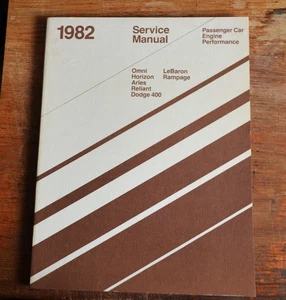 1982
Service
Manual
Passenger Car
Engine
Performance
Omni
Horizon
Aries
Reliant
Dodge 400
LeBaron
Rampage